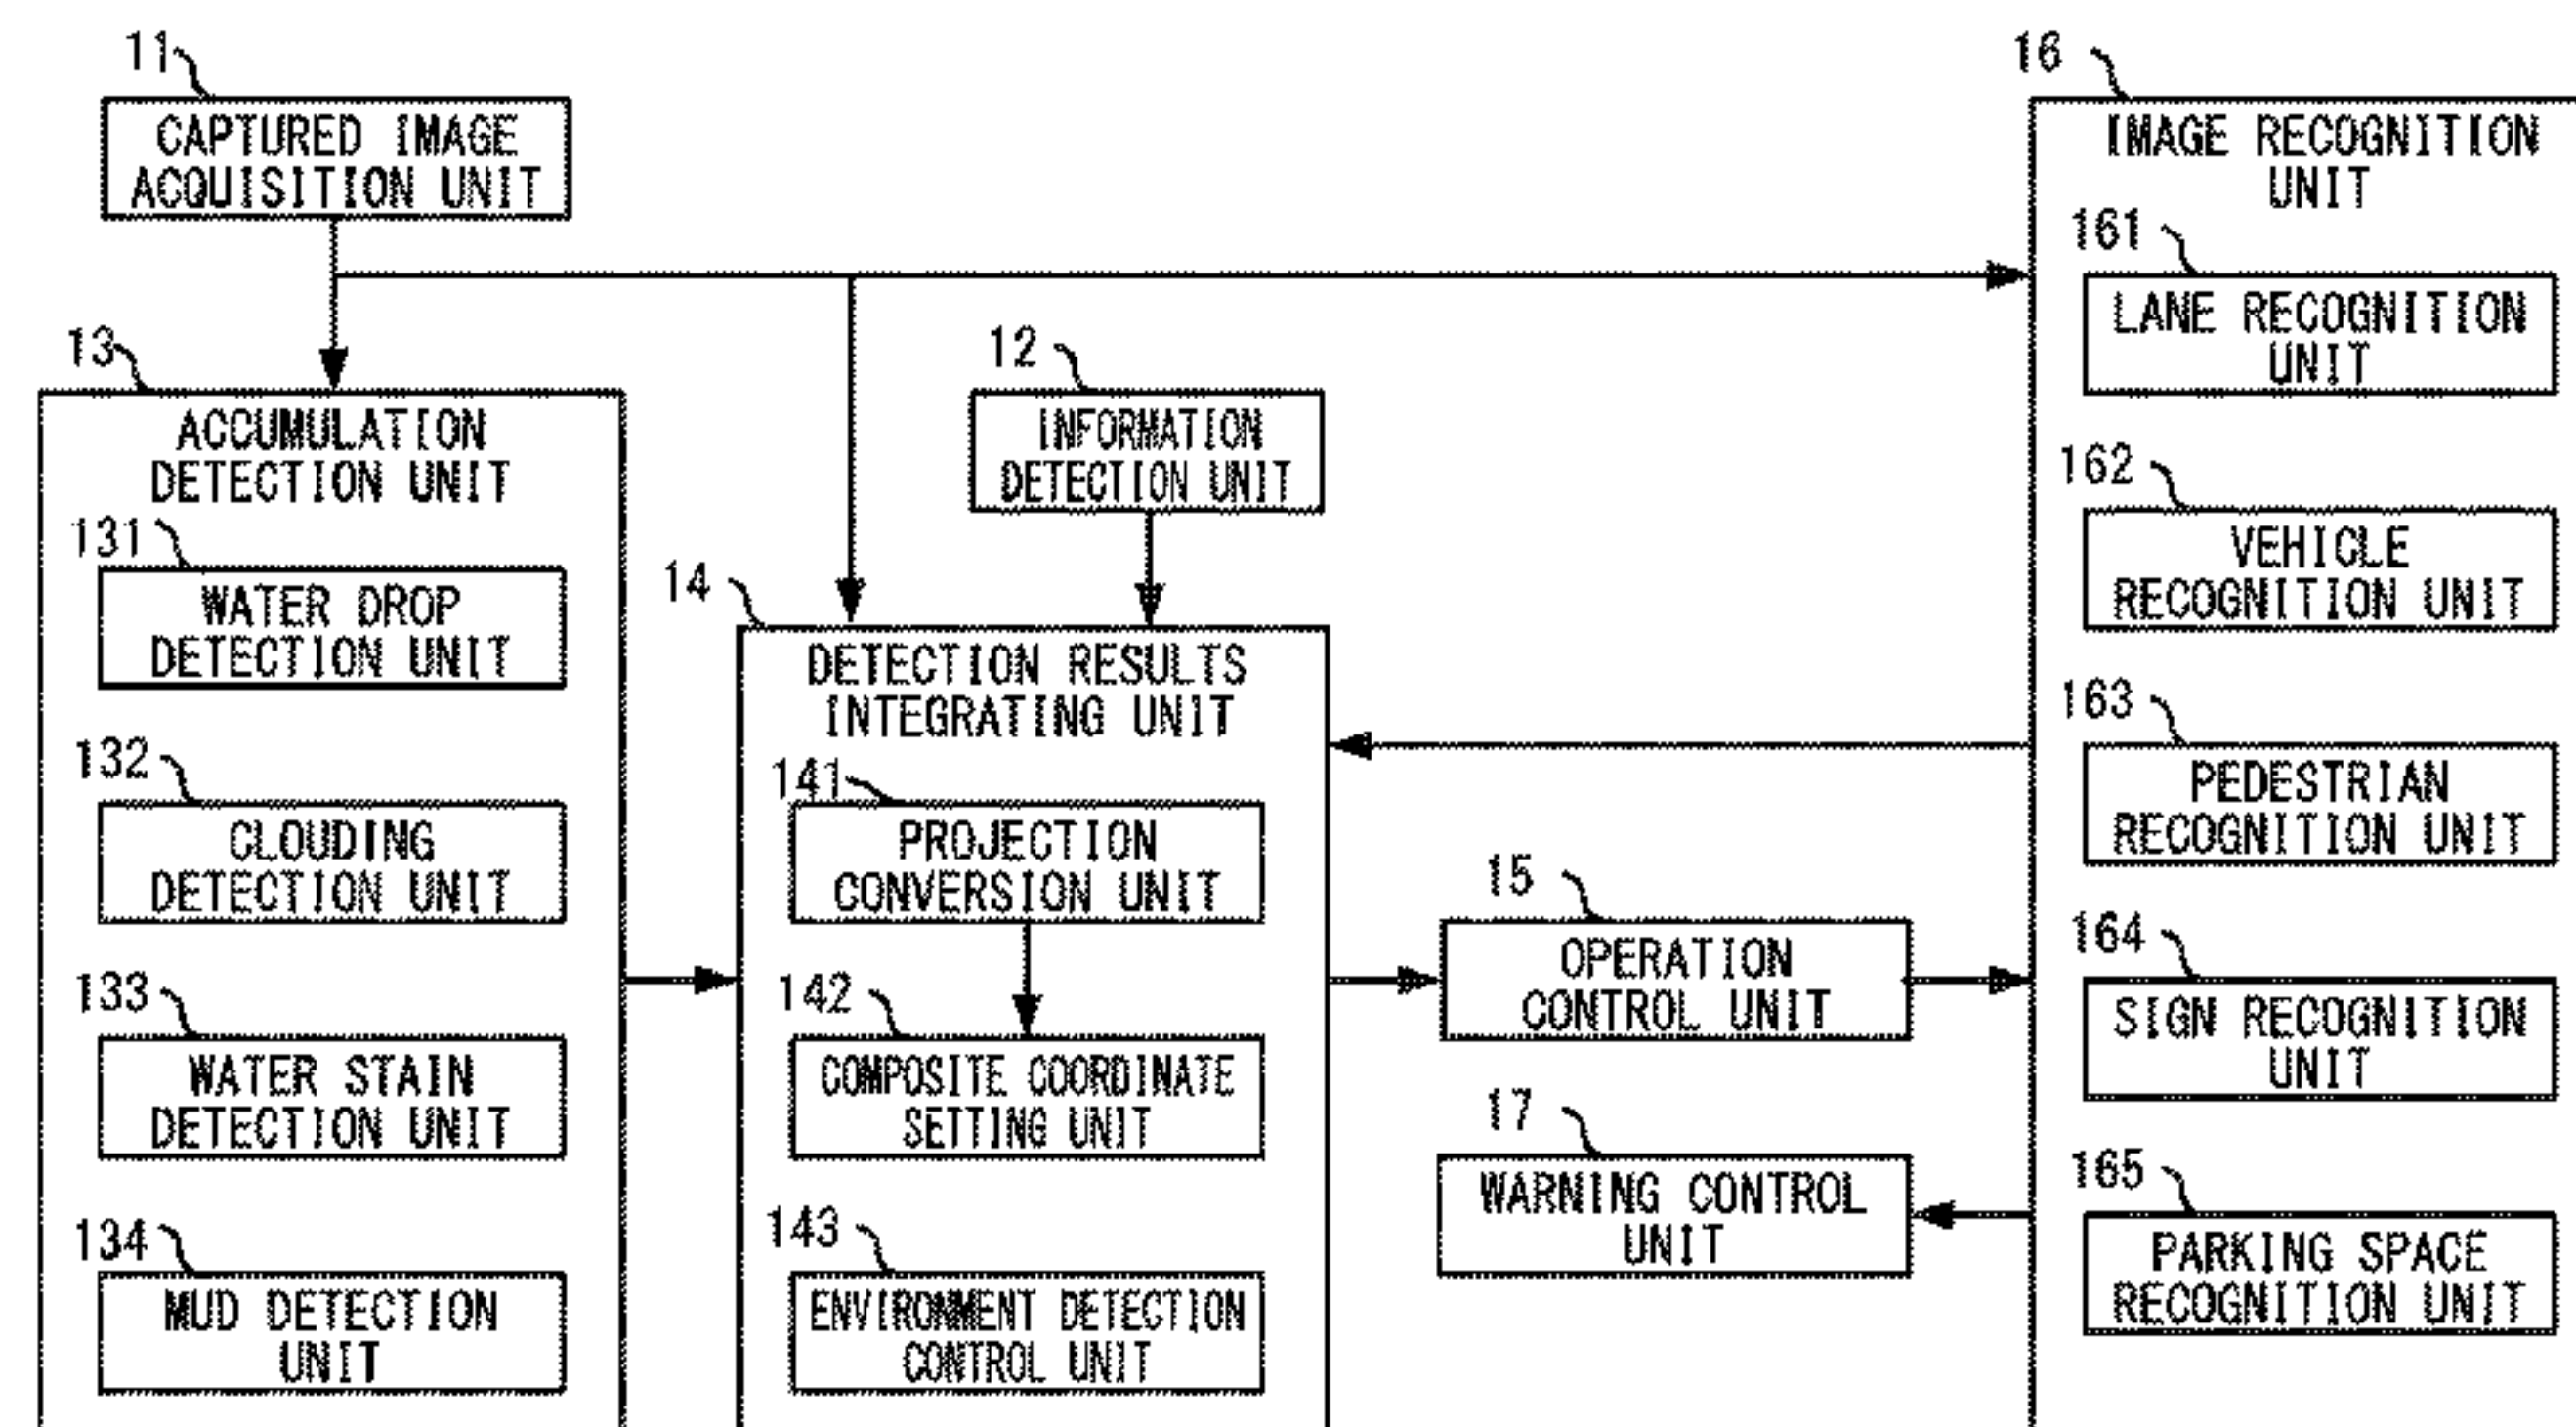 11
CAPTURED IMAGE
ACQUISITION UNIT
16
IMAGE RECOGNITION
UNIT
161
LANE RECOGNITION
UNIT
162
VEHICLE
RECOGNITION UNIT
163
PEDESTRIAN
RECOGNITION UNIT
164
SIGN RECOGNITION
UNIT
165
PARKING SPACE
RECOGNITION UNIT
13
ACCUMULATION
DETECTION UNIT
131
WATER DROP
DETECTION UNIT
132
CLOUDING
DETECTION UNIT
133
WATER STAIN
DETECTION UNIT
134
MUD DETECTION
UNIT
12
INFORMATION
DETECTION UNIT
14
DETECTION RESULTS
INTEGRATING UNIT
141
PROJECTION
CONVERSION UNIT
142
COMPOSITE COORDINATE
SETTING UNIT
143
ENVIRONMENT DETECTION
CONTROL UNIT
15
OPERATION
CONTROL UNIT
17
WARNING CONTROL
UNIT